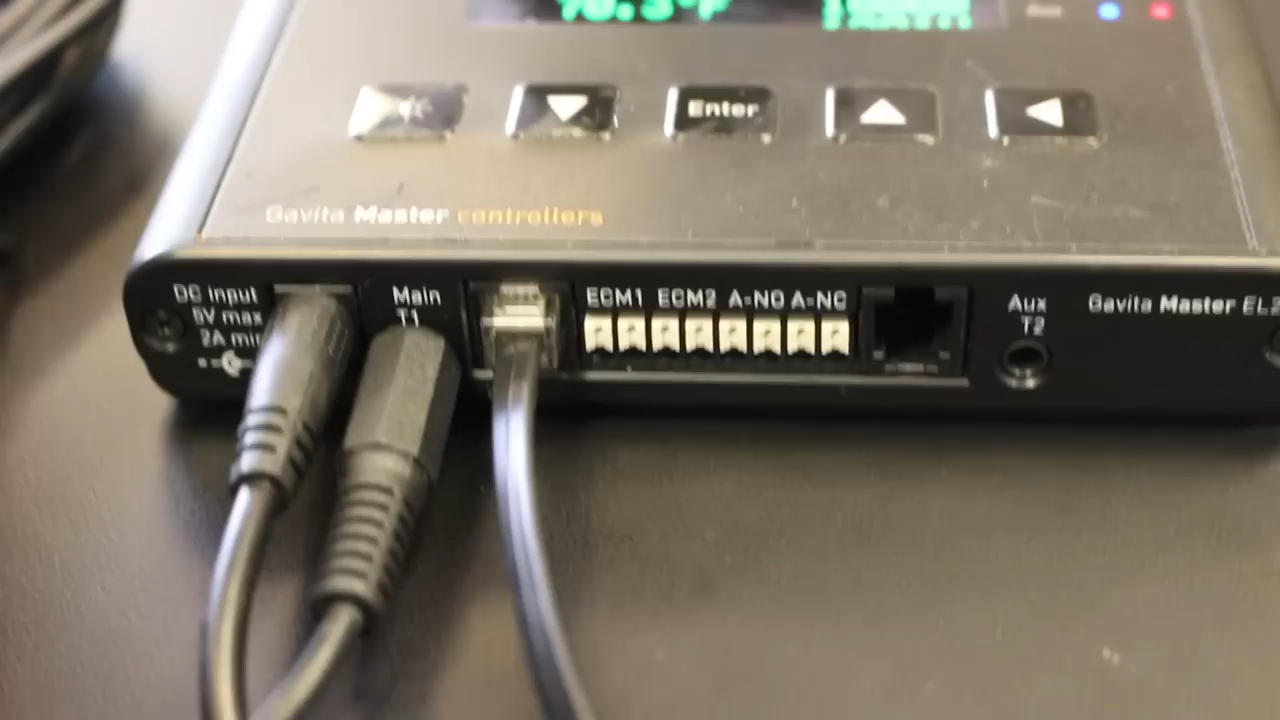 Enter
Gavita Master controllers
DC input
5V max
2A min
Main
T1
ECM1 ECM2 A=NO A=NC
Aux
T2
Gavita Master